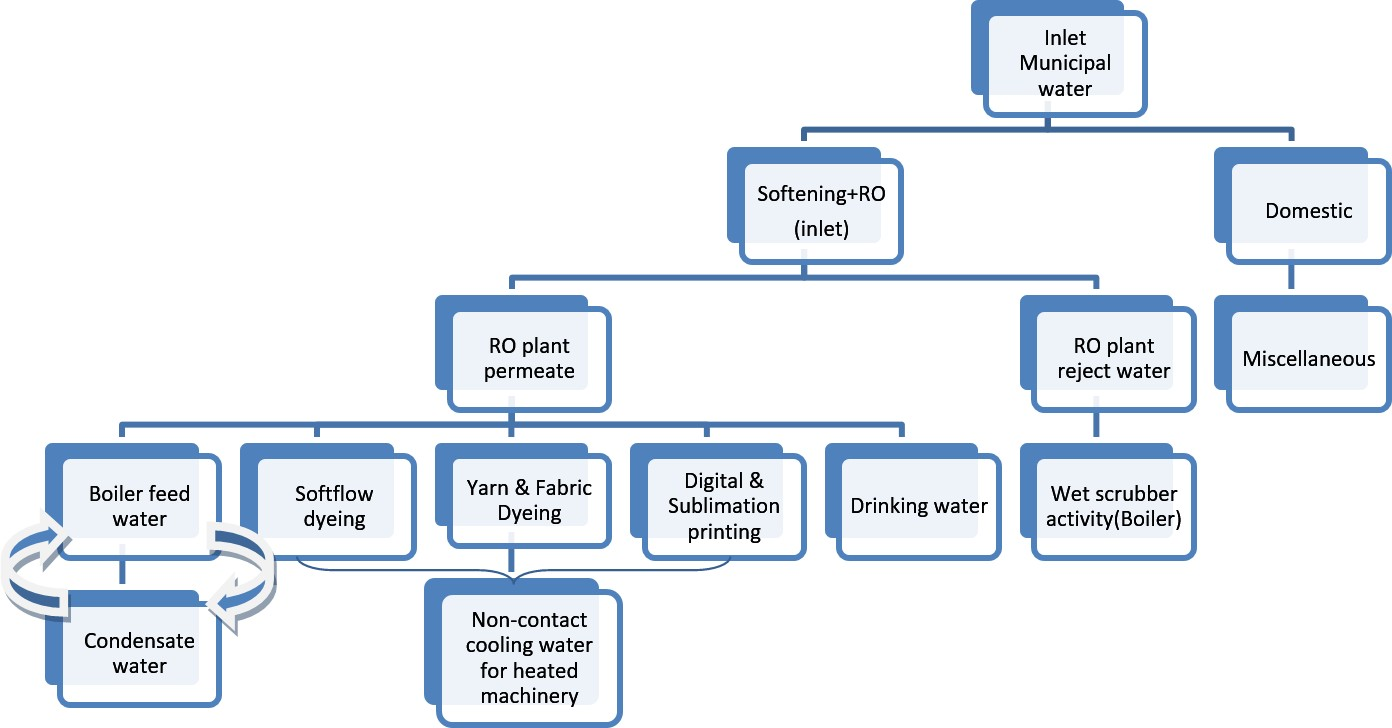 Inlet
Municipal
water
Softening+RO
(inlet)
Domestic
RO plant
permeate
RO plant
reject water
Miscellaneous
Boiler feed
water
Softflow
dyeing
Yarn & Fabric
Dyeing
Digital &
Sublimation
printing
Drinking water
Wet scrubber
activity(Boiler)
Condensate
water
Non-contact
cooling water
for heated
machinery